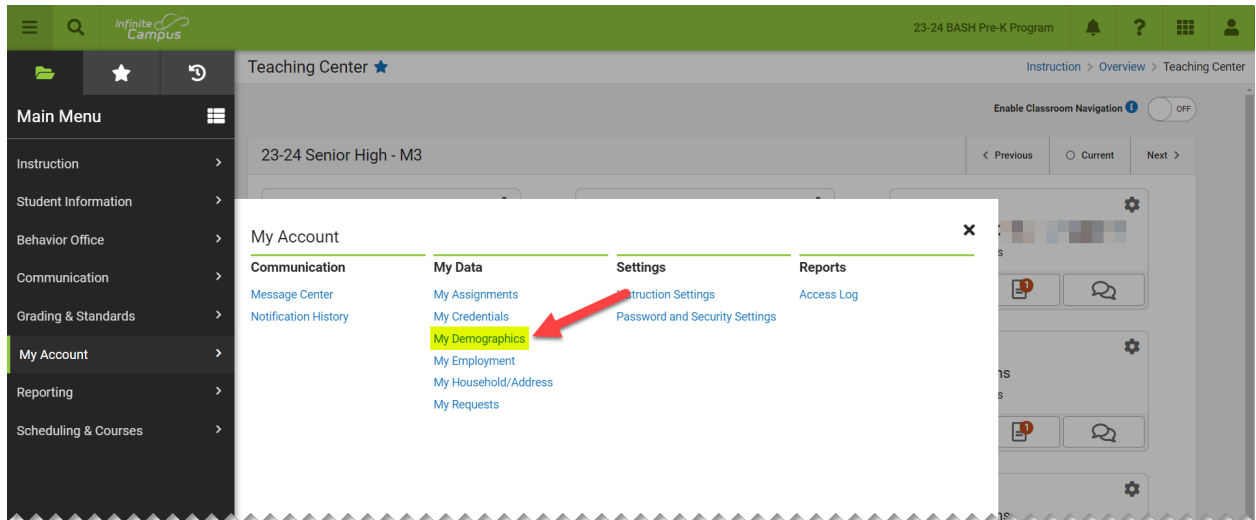 Infinite Campus
23-24 BASH Pre-K Program
?
Teaching Center
Instruction > Overview > Teaching Center
Main Menu
Enable Classroom Navigation
OFF
23-24 Senior High - M3
< Previous
Current
Next >
Instruction
Student Information
Behavior Office
Communication
Grading & Standards
My Account
Reporting
Scheduling & Courses
My Account
Communication
Message Center
Notification History
My Data
My Assignments
My Credentials
My Demographics
My Employment
My Household/Address
My Requests
Settings
Password and Security Settings
Reports
Access Log
1
1